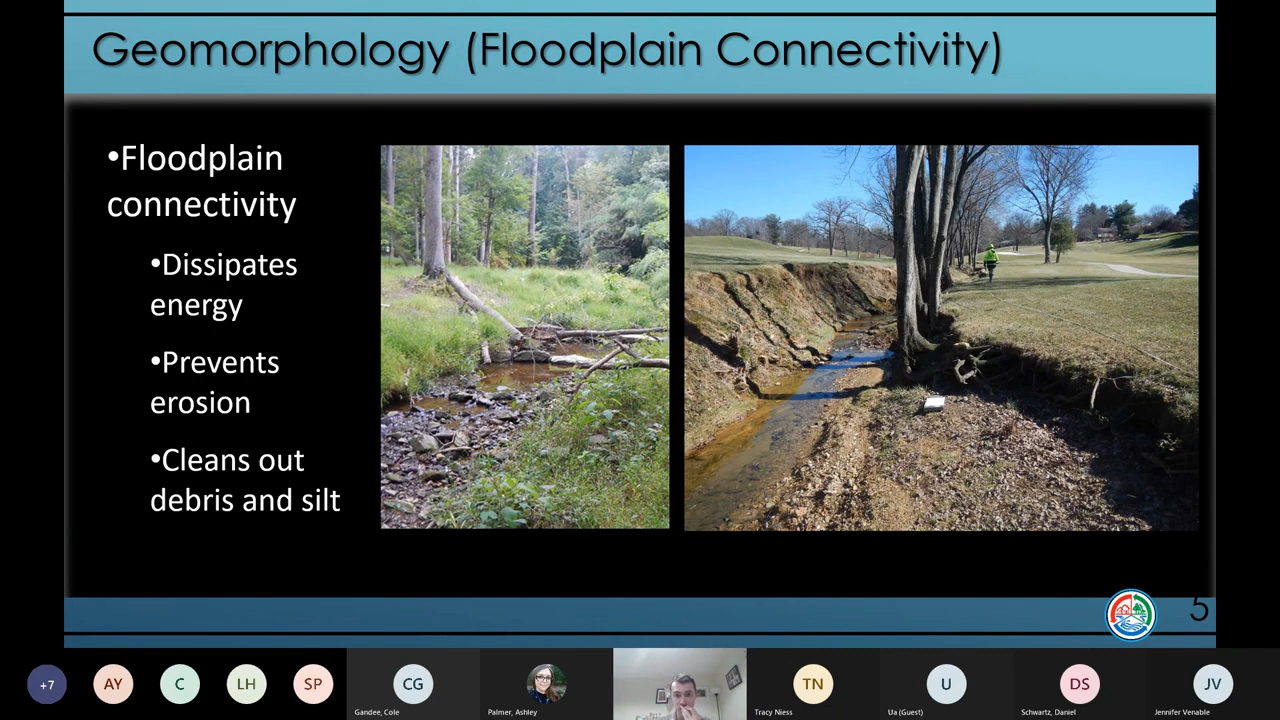 Geomorphology (Floodplain Connectivity)
•Floodplain
connectivity
•Dissipates
energy
•Prevents
erosion
•Cleans out
debris and silt
5
+7
AY
C
LH
SP
CG
TN
U
DS
JV
Gandee, Cole
Palmer, Ashley
Tracy Niess
Ua (Guest)
Schwartz, Daniel
Jennifer Venable